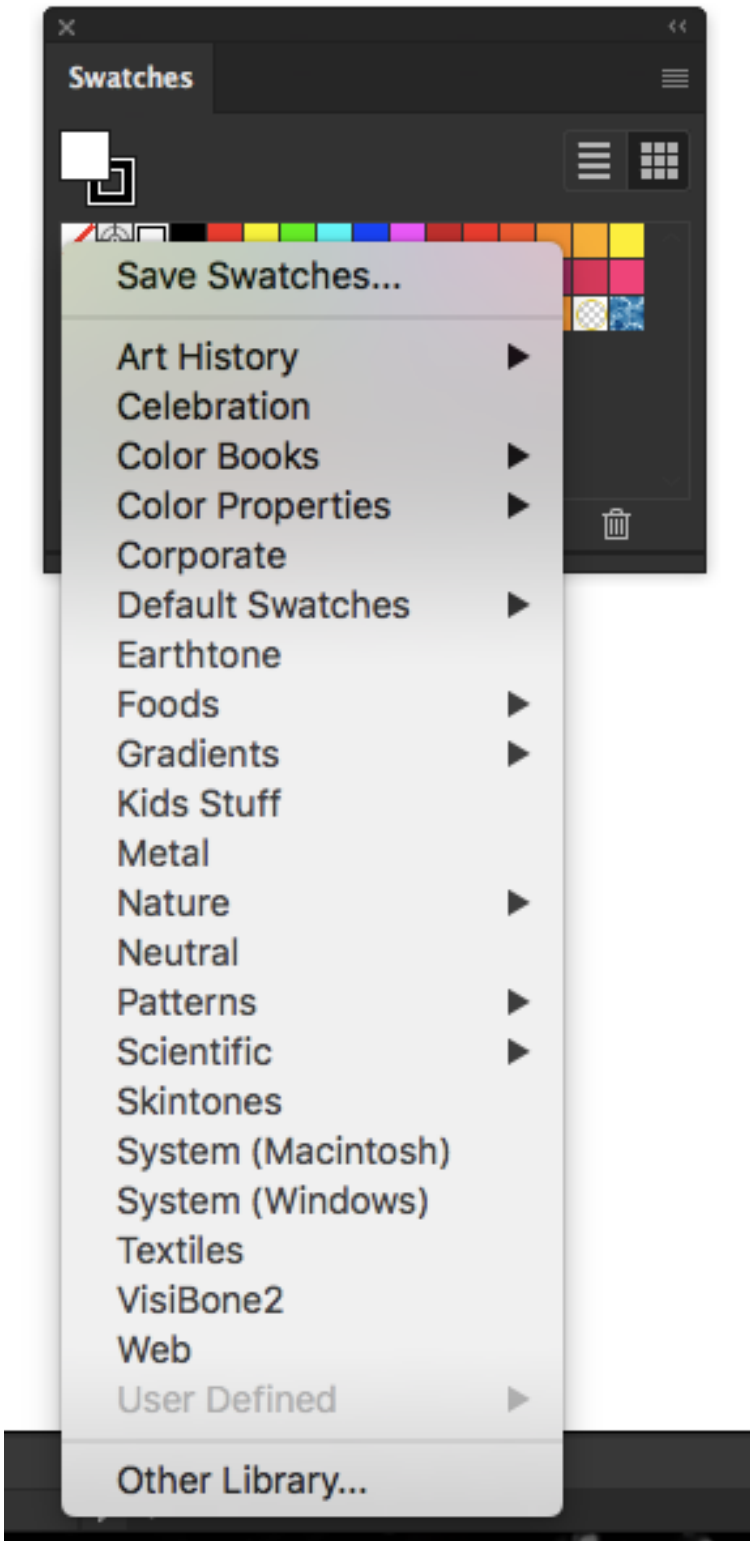 Swatches
Save Swatches...
Art History
Celebration
Color Books
Color Properties
Corporate
Default Swatches
Earthtone
Foods
Gradients
Kids Stuff
Metal
Nature
Neutral
Patterns
Scientific
Skintones
System (Macintosh)
System (Windows)
Textiles
VisiBone2
Web
User Defined
Other Library...